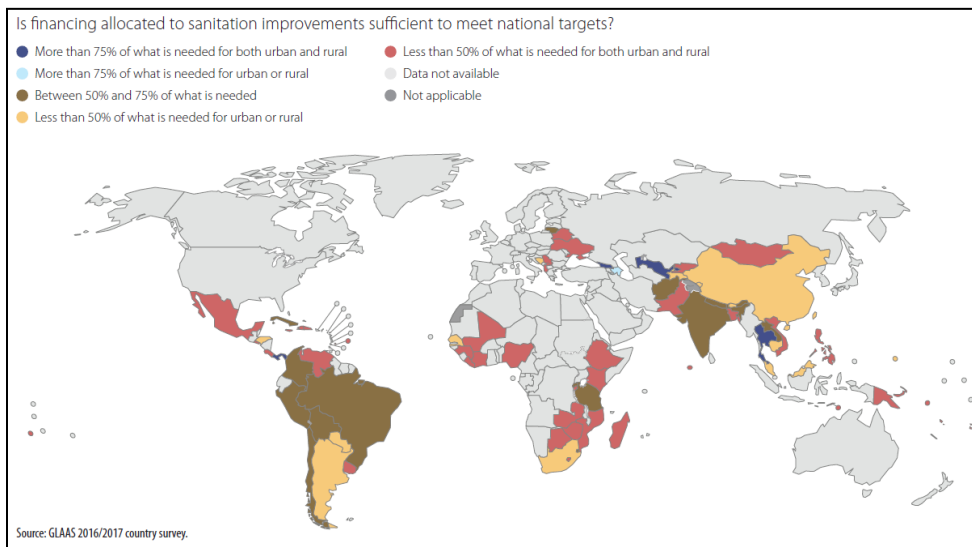 Is financing allocated to sanitation improvements sufficient to meet national targets?
More than 75% of what is needed for both urban and rural
More than 75% of what is needed for urban or rural
Between 50% and 75% of what is needed
Less than 50% of what is needed for urban or rural
Less than 50% of what is needed for both urban and rural
Data not available
Not applicable
Source: GLAAS 2016/2017 country survey.